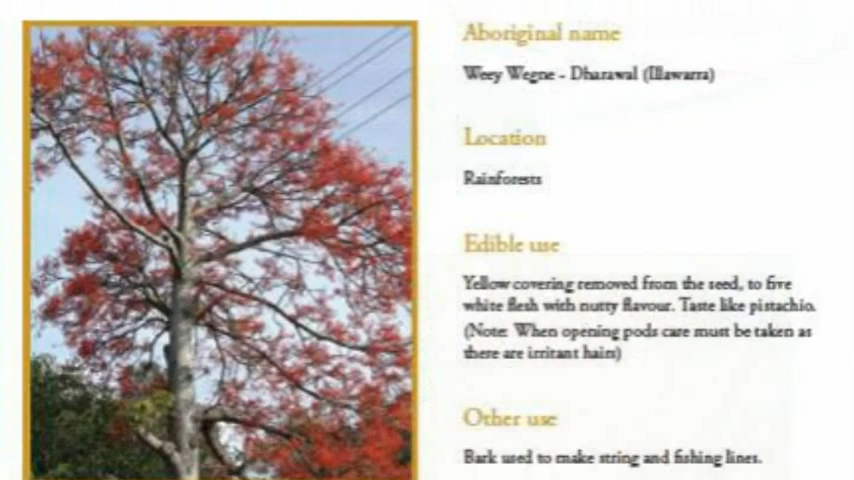 Aboriginal name
Weey Wegne - Dharawal (Illawarra)
Location
Rainforests
Edible use
Yellow covering removed from the seed, to five
white flesh with nutty flavour. Taste like pistachio.
(Note: When opening pods care must be taken as
there are irritant hairs)
Other use
Bark used to make string and fishing lines.